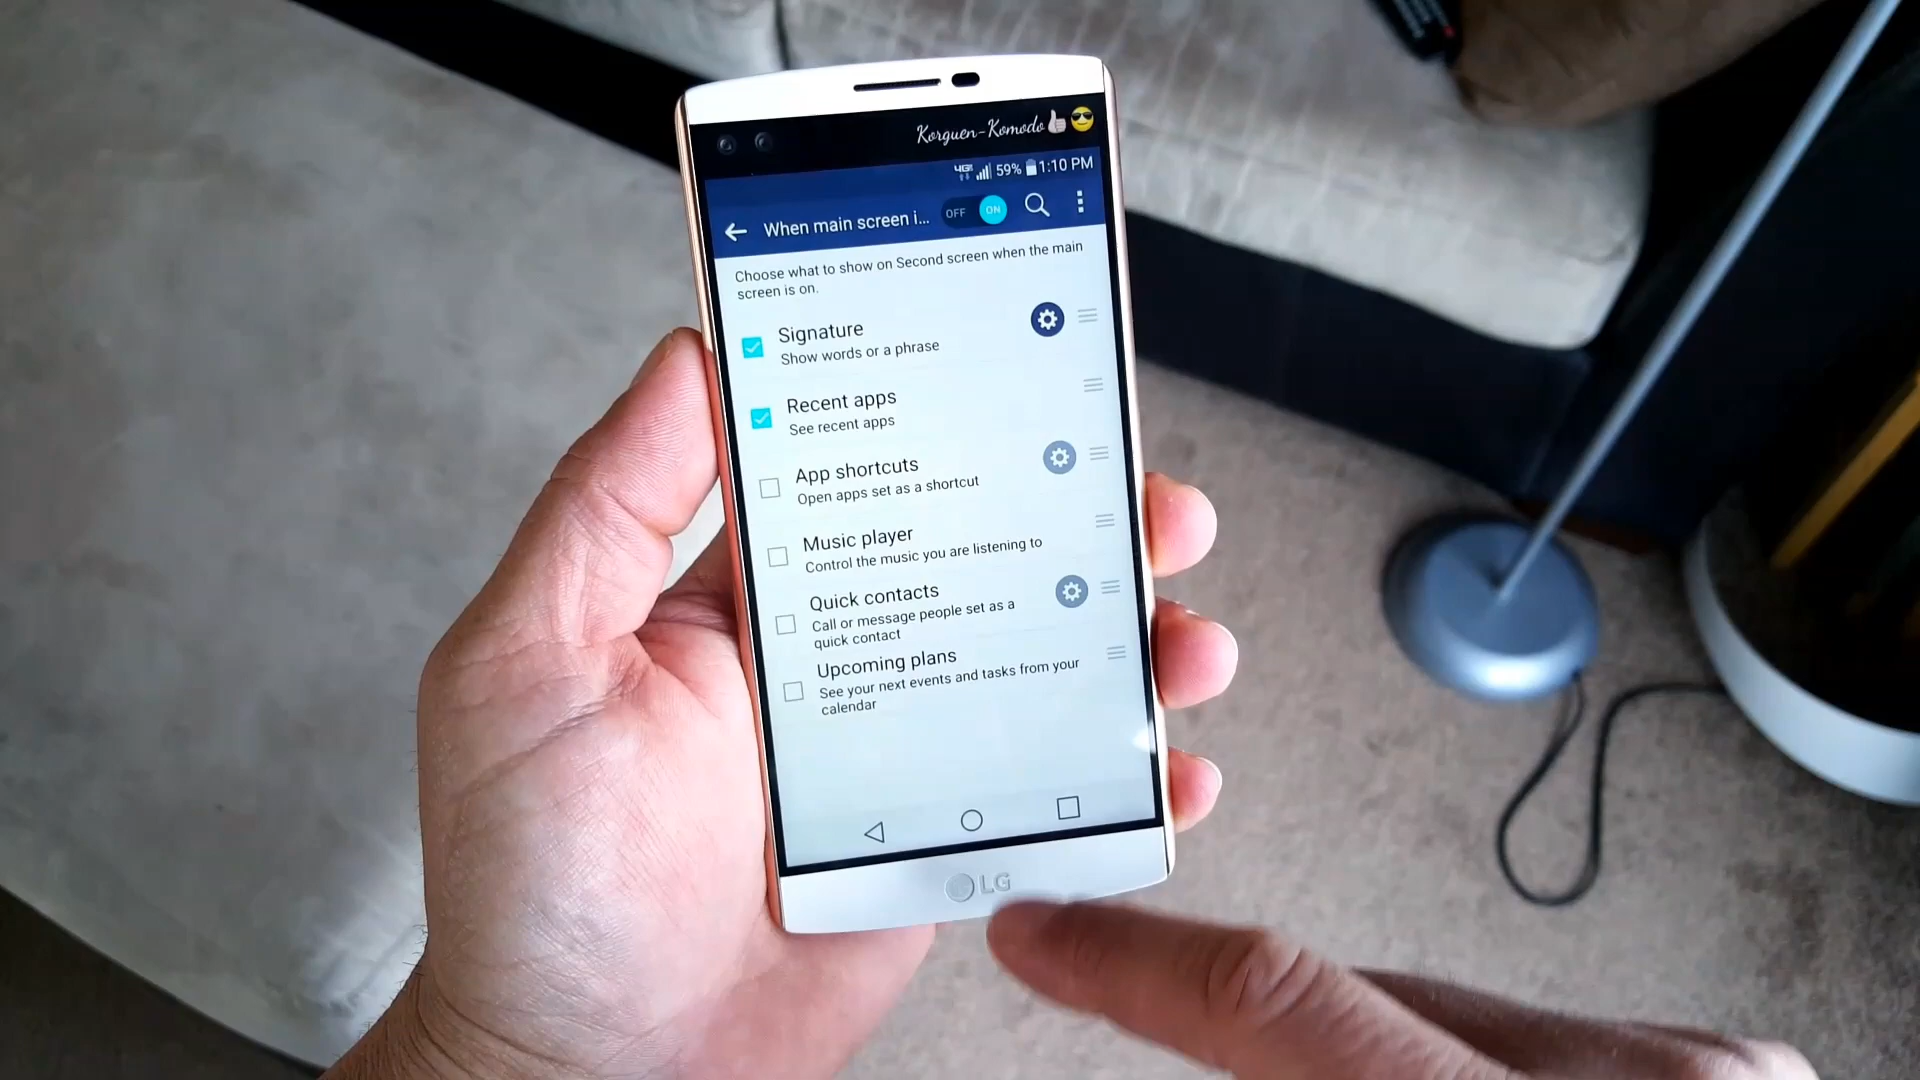 Korguen-Komodo👍😎
4G 59% 1:10 PM
When main screen i... OFF ON
Choose what to show on Second screen when the main
screen is on.
Signature
Show words or a phrase
Recent apps
See recent apps
App shortcuts
Open apps set as a shortcut
Music player
Control the music you are listening to
Quick contacts
Call or message people set as a
quick contact
Upcoming plans
See your next events and tasks from your
calendar
LG